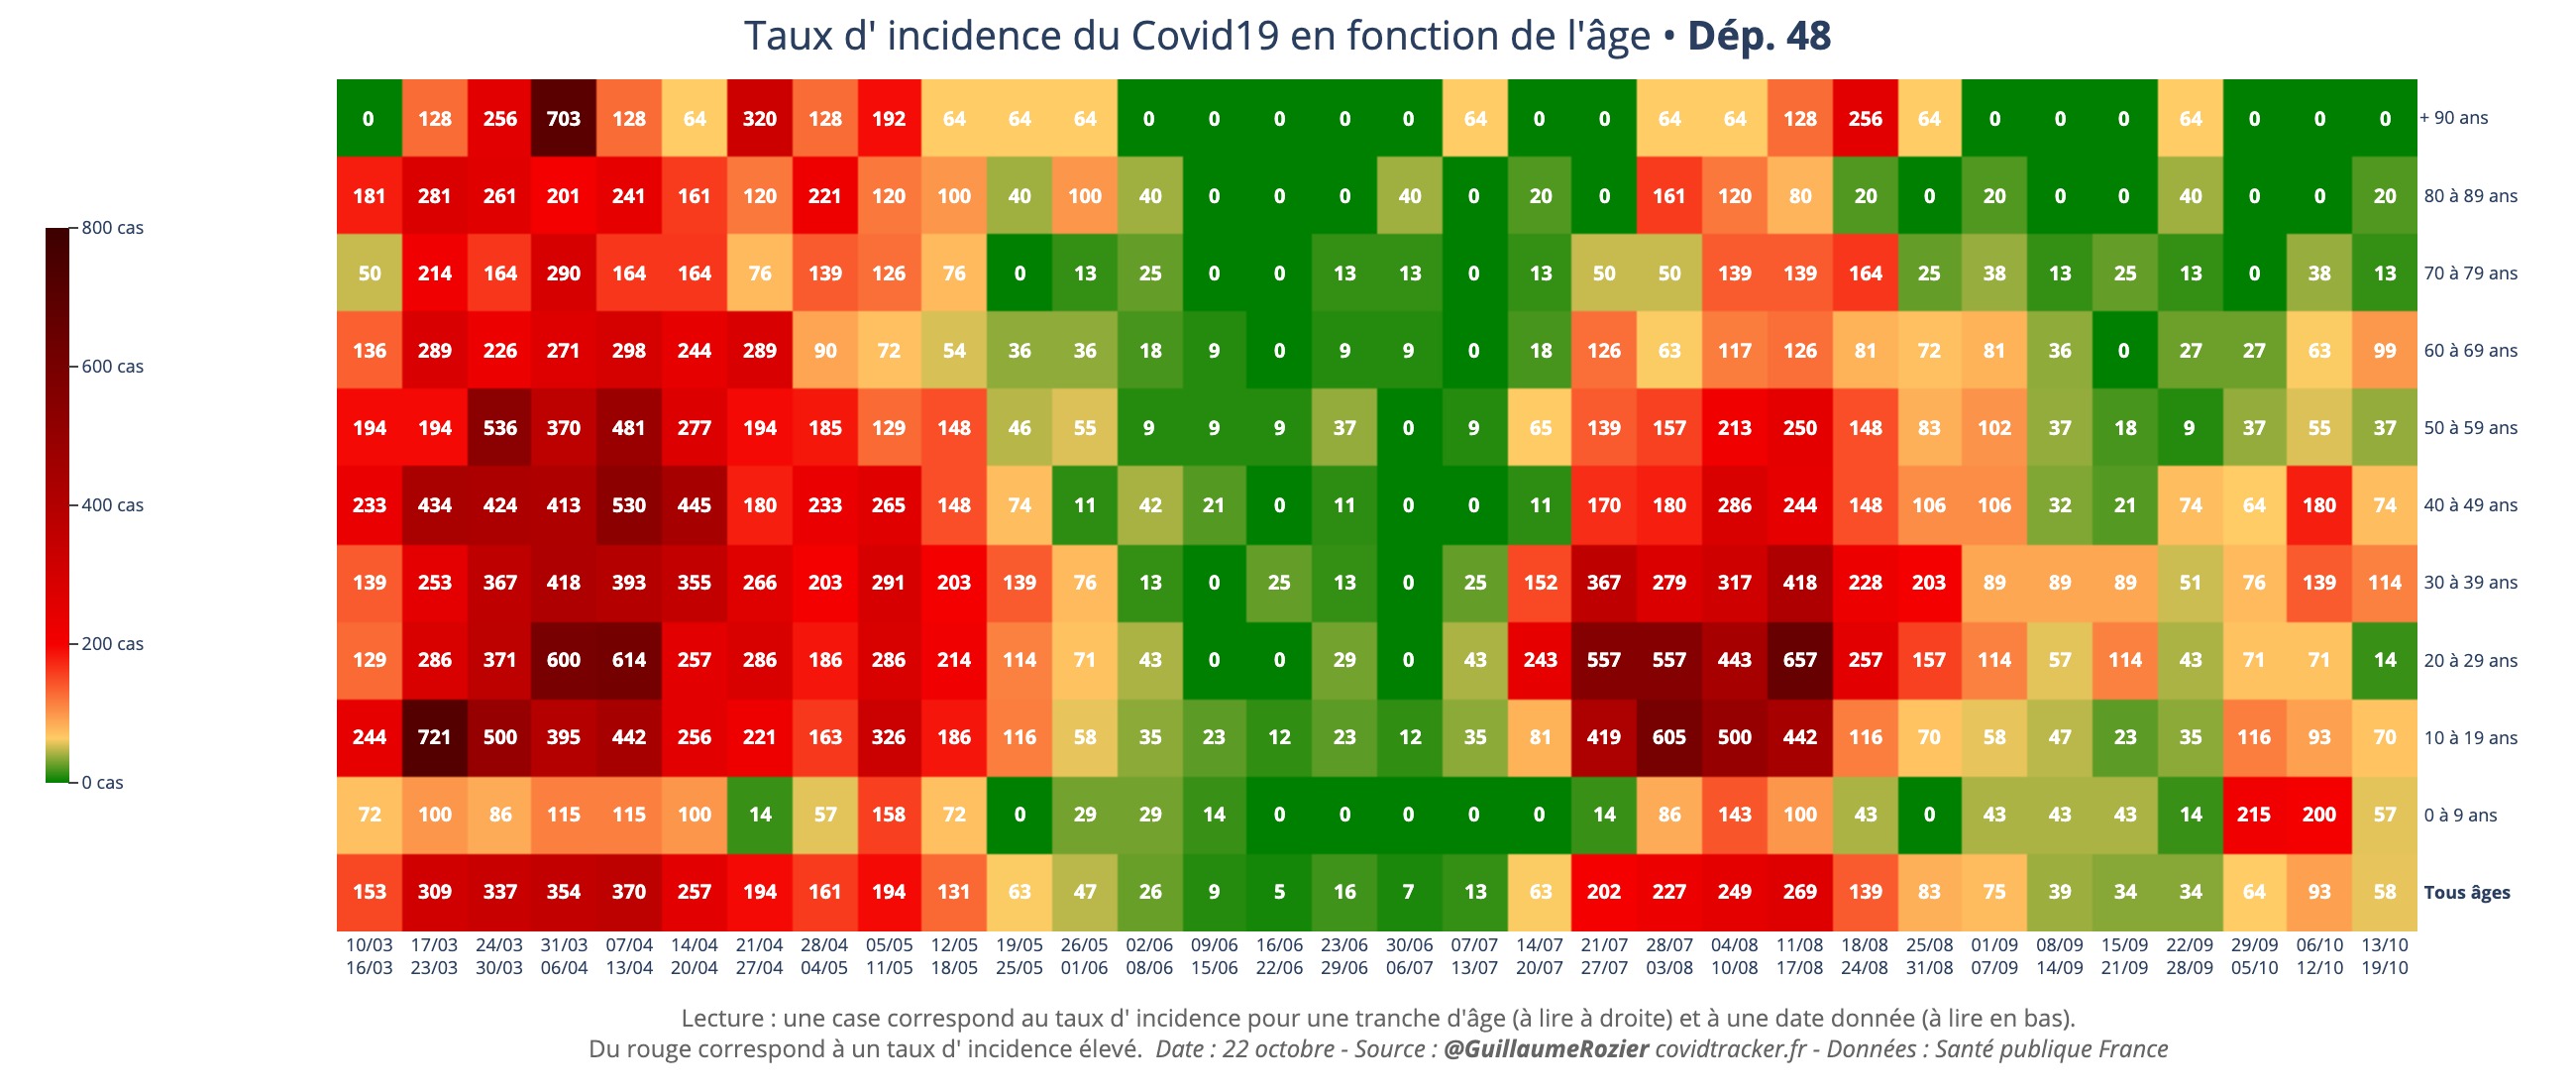 Taux d' incidence du Covid19 en fonction de l'âge • Dép. 48
0 128 256 703 128 64 320 128 192 64 64 64 0 0 0 0 0 64 0 0 64 64 128 256 64 0 0 0 64 0 0 0 + 90 ans
181 281 261 201 241 161 120 221 120 100 40 100 40 0 0 0 40 0 20 0 161 120 80 20 0 20 0 0 40 0 0 20 80 à 89 ans
800 cas
50 214 164 290 164 164 76 139 126 76 0 13 25 0 0 13 13 0 13 50 50 139 139 164 25 38 13 25 13 0 38 13 70 à 79 ans
136 289 226 271 298 244 289 90 72 54 36 36 18 9 0 9 9 0 18 126 63 117 126 81 72 81 36 0 27 27 63 99 60 à 69 ans
600 cas
194 194 536 370 481 277 194 185 129 148 46 55 9 9 9 37 0 9 65 139 157 213 250 148 83 102 37 18 9 37 55 37 50 à 59 ans
400 cas
233 434 424 413 530 445 180 233 265 148 74 11 42 21 0 11 0 0 11 170 180 286 244 148 106 106 32 21 74 64 180 74 40 à 49 ans
139 253 367 418 393 355 266 203 291 203 139 76 13 0 25 13 0 25 152 367 279 317 418 228 203 89 89 89 51 76 139 114 30 à 39 ans
200 cas
129 286 371 600 614 257 286 186 286 214 114 71 43 0 0 29 0 43 243 557 557 443 657 257 157 114 57 114 43 71 71 14 20 à 29 ans
244 721 500 395 442 256 221 163 326 186 116 58 35 23 12 23 12 35 81 419 605 500 442 116 70 58 47 23 35 116 93 70 10 à 19 ans
0 cas
72 100 86 115 115 100 14 57 158 72 0 29 29 14 0 0 0 0 0 14 86 143 100 43 0 43 43 43 14 215 200 57 0 à 9 ans
153 309 337 354 370 257 194 161 194 131 63 47 26 9 5 16 7 13 63 202 227 249 269 139 83 75 39 34 34 64 93 58 Tous âges
10/03 17/03 24/03 31/03 07/04 14/04 21/04 28/04 05/05 12/05 19/05 26/05 02/06 09/06 16/06 23/06 30/06 07/07 14/07 21/07 28/07 04/08 11/08 18/08 25/08 01/09 08/09 15/09 22/09 29/09 06/10 13/10
16/03 23/03 30/03 06/04 13/04 20/04 27/04 04/05 11/05 18/05 25/05 01/06 08/06 15/06 22/06 29/06 06/07 13/07 20/07 27/07 03/08 10/08 17/08 24/08 31/08 07/09 14/09 21/09 28/09 05/10 12/10 19/10
Lecture : une case correspond au taux d' incidence pour une tranche d'âge (à lire à droite) et à une date donnée (à lire en bas).
Du rouge correspond à un taux d' incidence élevé. Date : 22 octobre - Source : @GuillaumeRozier covidtracker.fr - Données : Santé publique France